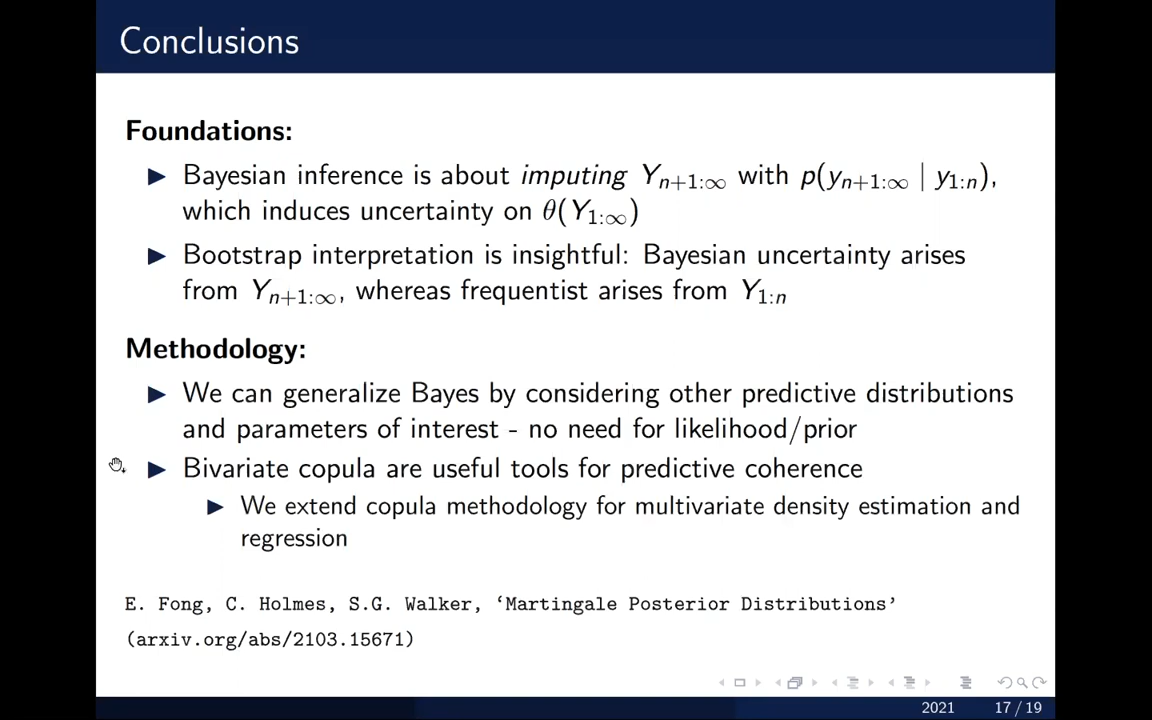 Conclusions
Foundations:
▶ Bayesian inference is about imputing Y_{n+1:∞} with p(y_{n+1:∞} | y_{1:n}),
which induces uncertainty on θ(Y_{1:∞})
▶ Bootstrap interpretation is insightful: Bayesian uncertainty arises
from Y_{n+1:∞}, whereas frequentist arises from Y_{1:n}
Methodology:
▶ We can generalize Bayes by considering other predictive distributions
and parameters of interest - no need for likelihood/prior
▶ Bivariate copula are useful tools for predictive coherence
▶ We extend copula methodology for multivariate density estimation and
regression
E. Fong, C. Holmes, S.G. Walker, ‘Martingale Posterior Distributions’
(arxiv.org/abs/2103.15671)
2021 17 / 19